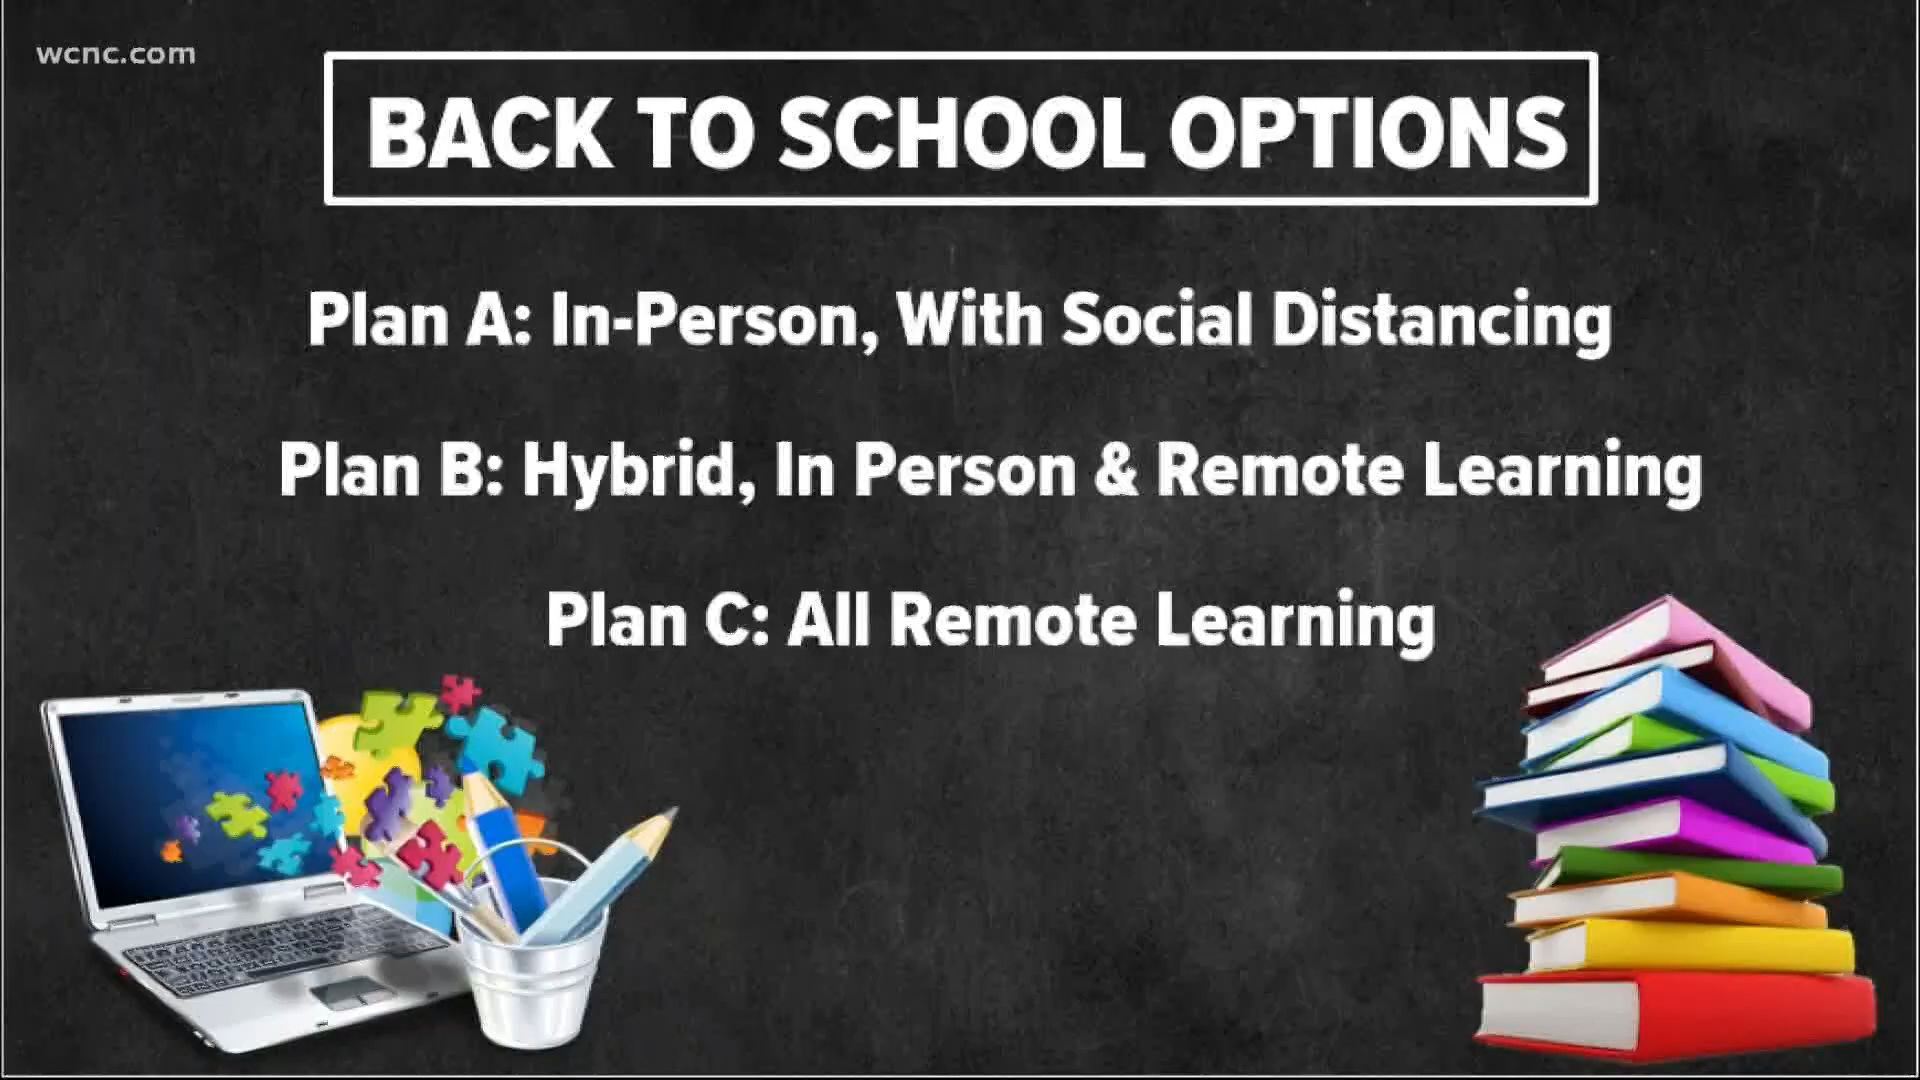 wcnc.com
BACK TO SCHOOL OPTIONS
Plan A: In-Person, With Social Distancing
Plan B: Hybrid, In Person & Remote Learning
Plan C: All Remote Learning